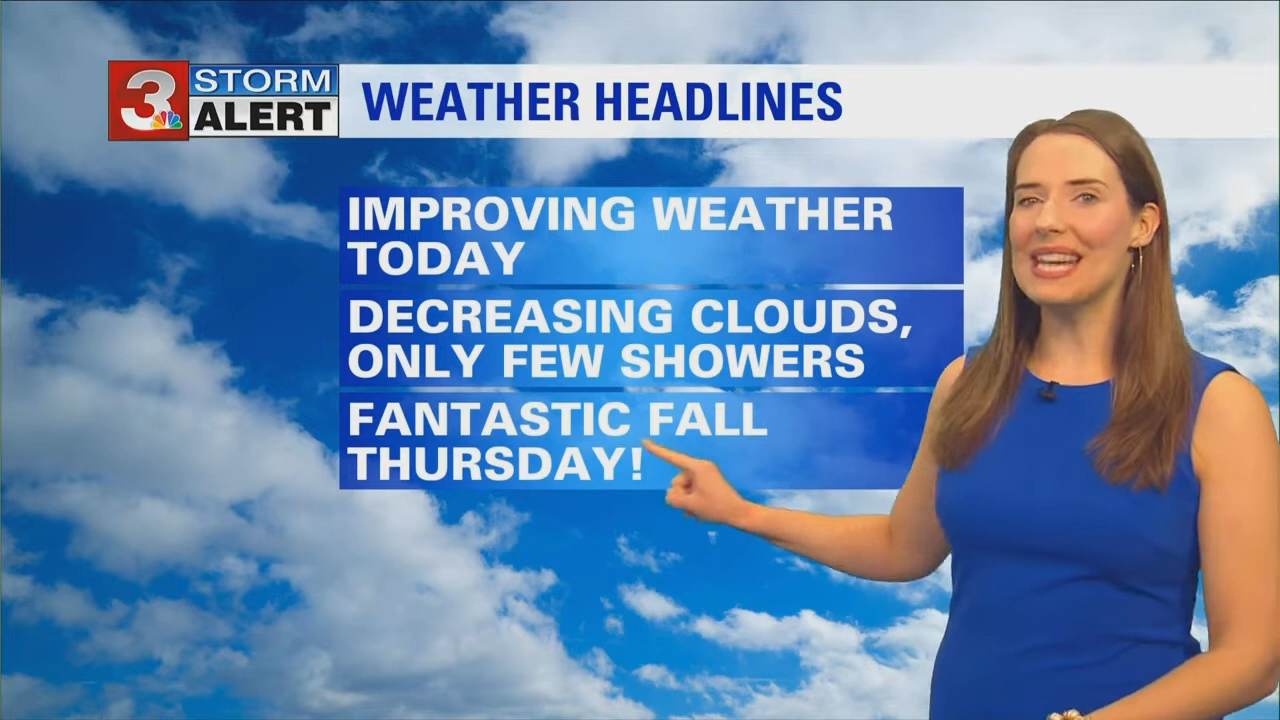 3
STORM
ALERT
WEATHER HEADLINES
IMPROVING WEATHER
TODAY
DECREASING CLOUDS,
ONLY FEW SHOWERS
FANTASTIC FALL
THURSDAY!